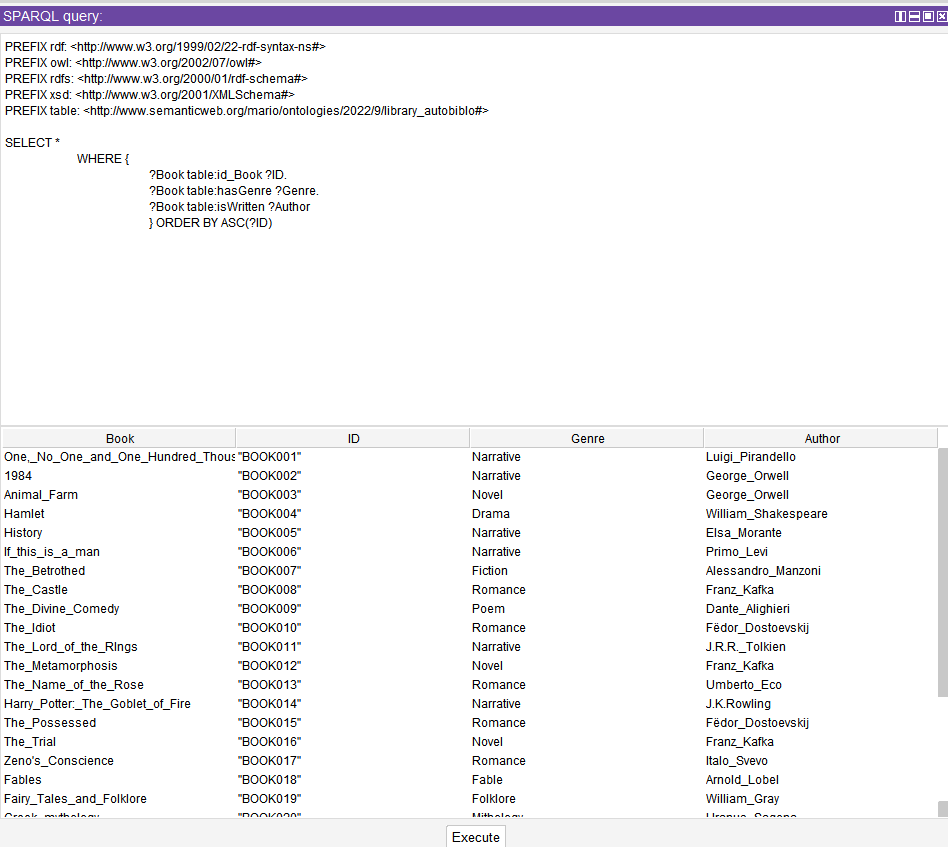 SPARQL query:
PREFIX rdf: <http://www.w3.org/1999/02/22-rdf-syntax-ns#>
PREFIX owl: <http://www.w3.org/2002/07/owl#>
PREFIX rdfs: <http://www.w3.org/2000/01/rdf-schema#>
PREFIX xsd: <http://www.w3.org/2001/XMLSchema#>
PREFIX table: <http://www.semanticweb.org/mario/ontologies/2022/9/library_autobiblo#>
SELECT *
WHERE {
?Book table:id_Book ?ID.
?Book table:hasGenre ?Genre.
?Book table:isWritten ?Author
} ORDER BY ASC(?ID)
Book ID Genre Author
One,_No_One_and_One_Hundred_Thous "BOOK001" Narrative Luigi_Pirandello
1984 "BOOK002" Narrative George_Orwell
Animal_Farm "BOOK003" Novel George_Orwell
Hamlet "BOOK004" Drama William_Shakespeare
History "BOOK005" Narrative Elsa_Morante
If_this_is_a_man "BOOK006" Narrative Primo_Levi
The_Betrothed "BOOK007" Fiction Alessandro_Manzoni
The_Castle "BOOK008" Romance Franz_Kafka
The_Divine_Comedy "BOOK009" Poem Dante_Alighieri
The_Idiot "BOOK010" Romance Fëdor_Dostoevskij
The_Lord_of_the_RIngs "BOOK011" Narrative J.R.R._Tolkien
The_Metamorphosis "BOOK012" Novel Franz_Kafka
The_Name_of_the_Rose "BOOK013" Romance Umberto_Eco
Harry_Potter:_The_Goblet_of_Fire "BOOK014" Narrative J.K.Rowling
The_Possessed "BOOK015" Romance Fëdor_Dostoevskij
The_Trial "BOOK016" Novel Franz_Kafka
Zeno's_Conscience "BOOK017" Romance Italo_Svevo
Fables "BOOK018" Fable Arnold_Lobel
Fairy_Tales_and_Folklore "BOOK019" Folklore William_Gray
Greek_mythology "BOOK020" Mythology
Execute